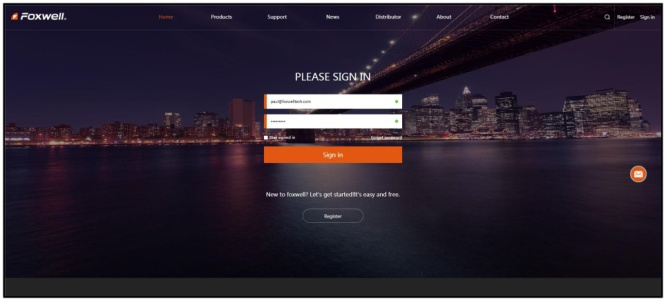 Foxwell
Home Products Support News Distributor About Contact Register Sign in
PLEASE SIGN IN
paul@foxwelltech.com
Stay signed in Forgot password
Sign in
New to foxwell? Let's get started!It's easy and free.
Register